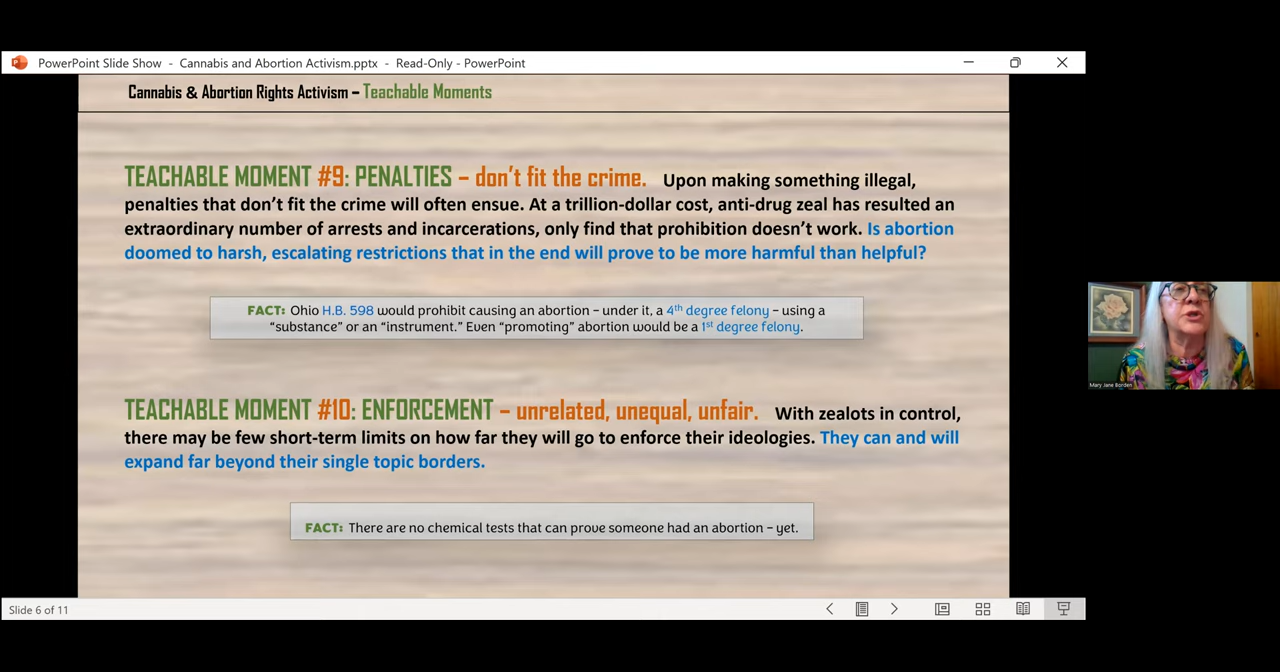 PowerPoint Slide Show - Cannabis and Abortion Activism.pptx - Read-Only - PowerPoint
Cannabis & Abortion Rights Activism – Teachable Moments
TEACHABLE MOMENT #9: PENALTIES – don't fit the crime. Upon making something illegal,
penalties that don't fit the crime will often ensue. At a trillion-dollar cost, anti-drug zeal has resulted an
extraordinary number of arrests and incarcerations, only find that prohibition doesn't work. Is abortion
doomed to harsh, escalating restrictions that in the end will prove to be more harmful than helpful?
FACT: Ohio H.B. 598 would prohibit causing an abortion – under it, a 4th degree felony – using a
"substance" or an "instrument." Even "promoting" abortion would be a 1st degree felony.
TEACHABLE MOMENT #10: ENFORCEMENT – unrelated, unequal, unfair. With zealots in control,
there may be few short-term limits on how far they will go to enforce their ideologies. They can and will
expand far beyond their single topic borders.
FACT: There are no chemical tests that can prove someone had an abortion – yet.
Slide 6 of 11
Mary Jane Borden